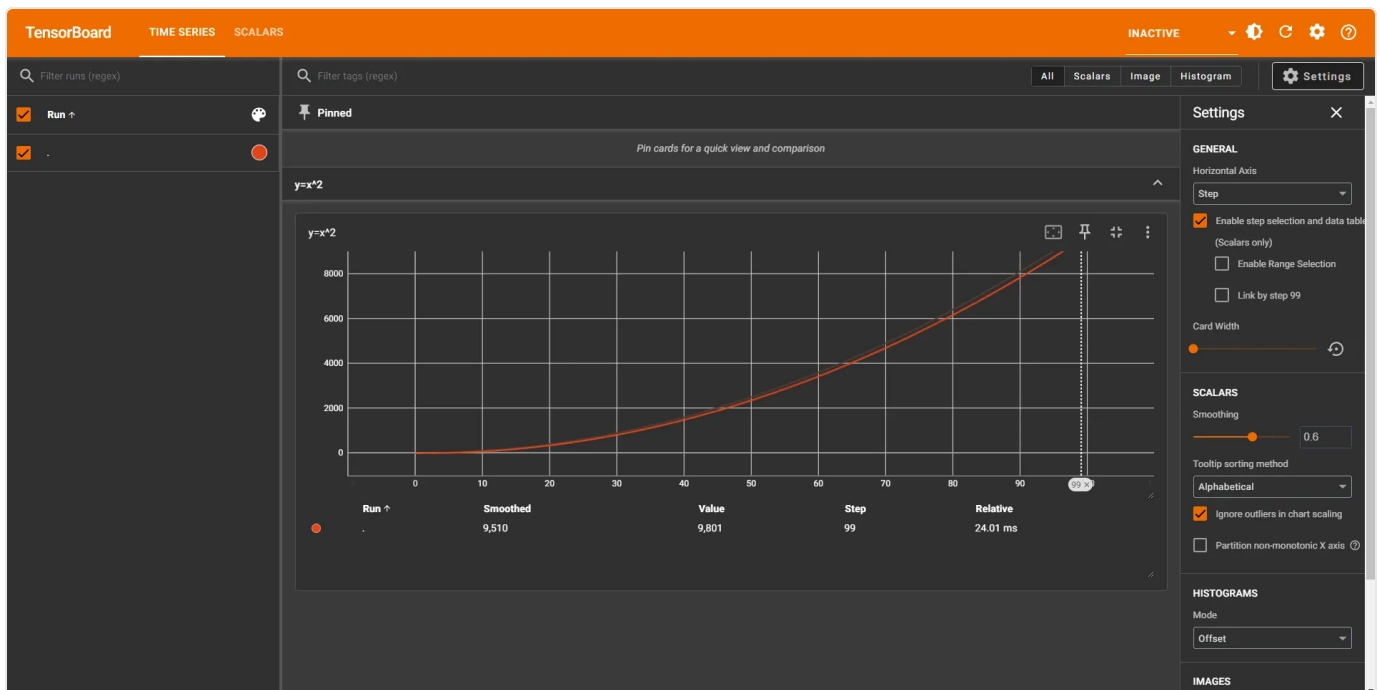 TensorBoard TIME SERIES SCALARS INACTIVE
Filter runs (regex)
Run ↑
.
Filter tags (regex)
All Scalars Image Histogram
Settings
Pinned
Pin cards for a quick view and comparison
y=x^2
y=x^2
8000
6000
4000
2000
0
0 10 20 30 40 50 60 70 80 90 99 ×
Run ↑ Smoothed Value Step Relative
. 9,510 9,801 99 24.01 ms
Settings
GENERAL
Horizontal Axis
Step
Enable step selection and data table
(Scalars only)
Enable Range Selection
Link by step 99
Card Width
SCALARS
Smoothing
0.6
Tooltip sorting method
Alphabetical
Ignore outliers in chart scaling
Partition non-monotonic X axis
HISTOGRAMS
Mode
Offset
IMAGES